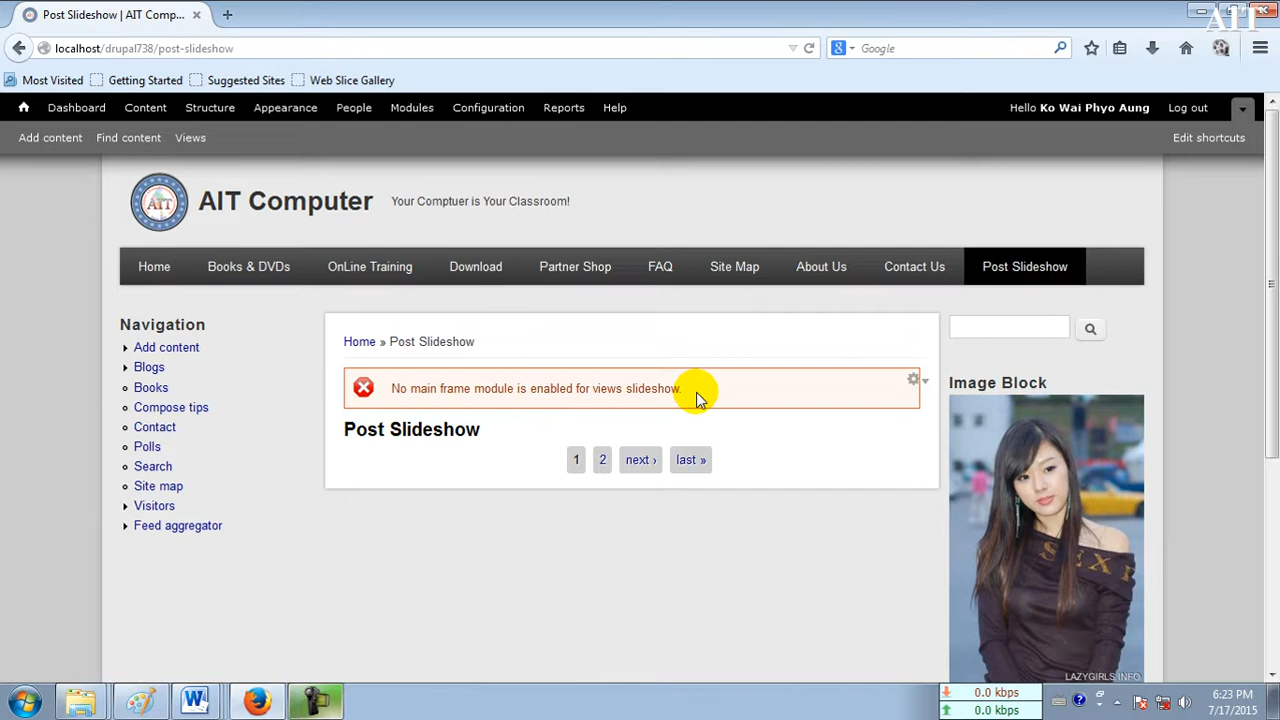 Post Slideshow | AIT Comp...
AIT
localhost/drupal738/post-slideshow
Google
Most Visited Getting Started Suggested Sites Web Slice Gallery
Dashboard Content Structure Appearance People Modules Configuration Reports Help Hello Ko Wai Phyo Aung Log out
Add content Find content Views Edit shortcuts
AIT
AIT Computer Your Comptuer is Your Classroom!
Home Books & DVDs OnLine Training Download Partner Shop FAQ Site Map About Us Contact Us Post Slideshow
Navigation
Add content
Blogs
Books
Compose tips
Contact
Polls
Search
Site map
Visitors
Feed aggregator
Home » Post Slideshow
No main frame module is enabled for views slideshow.
Post Slideshow
1 2 next › last »
Image Block
SEXF
LAZYGIRLS.INFO
0.0 kbps
0.0 kbps
6:23 PM
7/17/2015